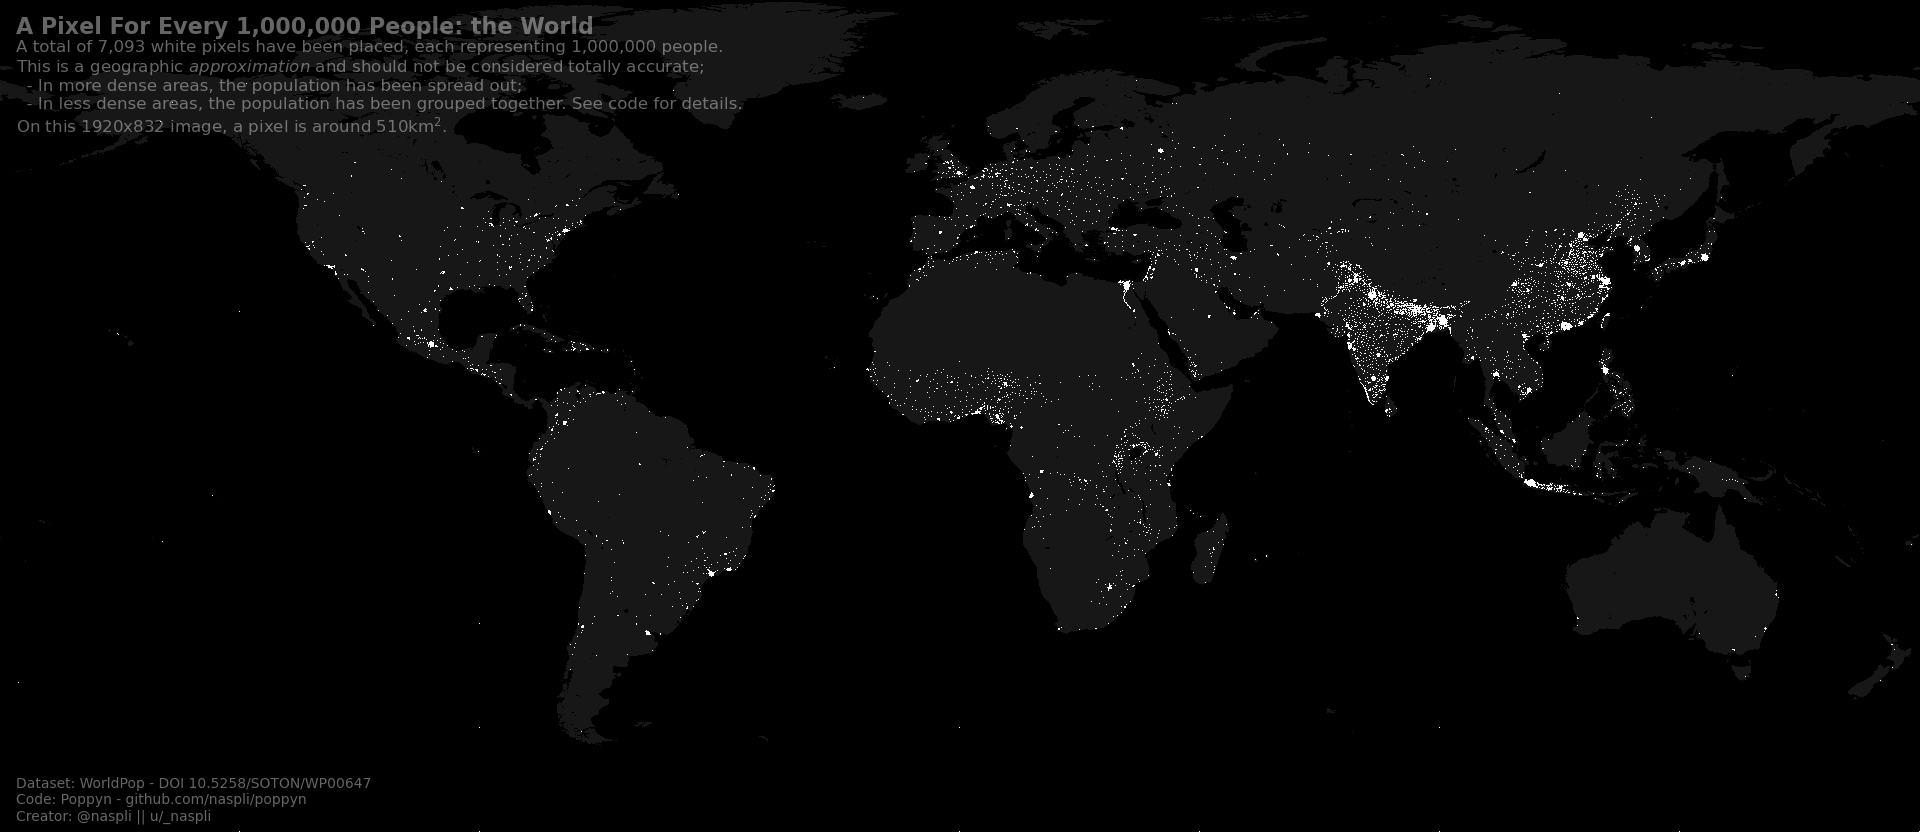 A Pixel For Every 1,000,000 People: the World
A total of 7,093 white pixels have been placed, each representing 1,000,000 people.
This is a geographic approximation and should not be considered totally accurate;
- In more dense areas, the population has been spread out;
- In less dense areas, the population has been grouped together. See code for details.
On this 1920x832 image, a pixel is around 510km².
Dataset: WorldPop - DOI 10.5258/SOTON/WP00647
Code: Poppyn - github.com/naspli/poppyn
Creator: @naspli || u/_naspli